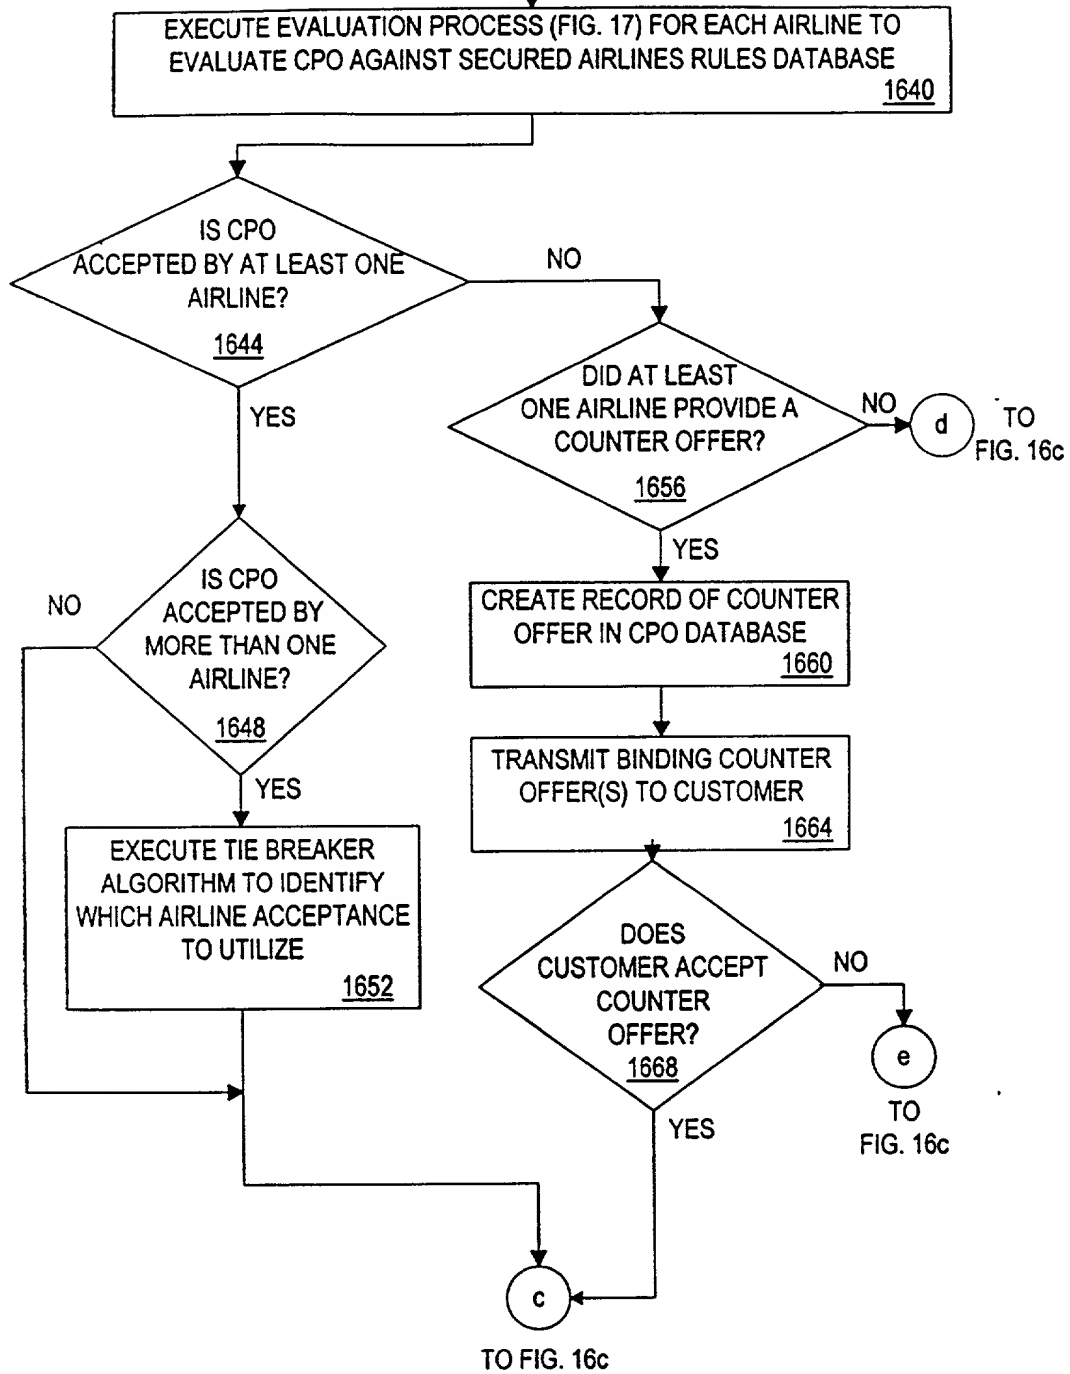 EXECUTE EVALUATION PROCESS (FIG. 17) FOR EACH AIRLINE TO
EVALUATE CPO AGAINST SECURED AIRLINES RULES DATABASE
1640
IS CPO
ACCEPTED BY AT LEAST ONE
AIRLINE?
1644
NO
YES
DID AT LEAST
ONE AIRLINE PROVIDE A
COUNTER OFFER?
1656
NO
d
TO
FIG. 16c
YES
IS CPO
ACCEPTED BY
MORE THAN ONE
AIRLINE?
1648
NO
YES
CREATE RECORD OF COUNTER
OFFER IN CPO DATABASE
1660
TRANSMIT BINDING COUNTER
OFFER(S) TO CUSTOMER
1664
EXECUTE TIE BREAKER
ALGORITHM TO IDENTIFY
WHICH AIRLINE ACCEPTANCE
TO UTILIZE
1652
DOES
CUSTOMER ACCEPT
COUNTER
OFFER?
1668
NO
e
TO
FIG. 16c
YES
c
TO FIG. 16c